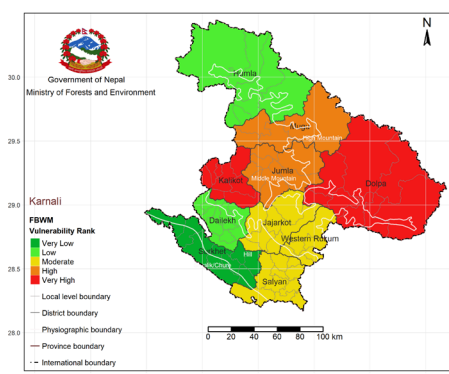 N
Government of Nepal
Ministry of Forests and Environment
Humla
Mugu
High Mountain
Jumla
Middle Mountain
Kalikot
Dolpa
Karnali
Dailekh
Jajarkot
Western Rukum
Surkhet
Hill
Salyan
FBWM
Vulnerability Rank
Very Low
Low
Moderate
High
Very High
Local level boundary
District boundary
Physiographic boundary
Province boundary
International boundary
30.0
29.5
29.0
28.5
28.0
0 20 40 60 80 100 km